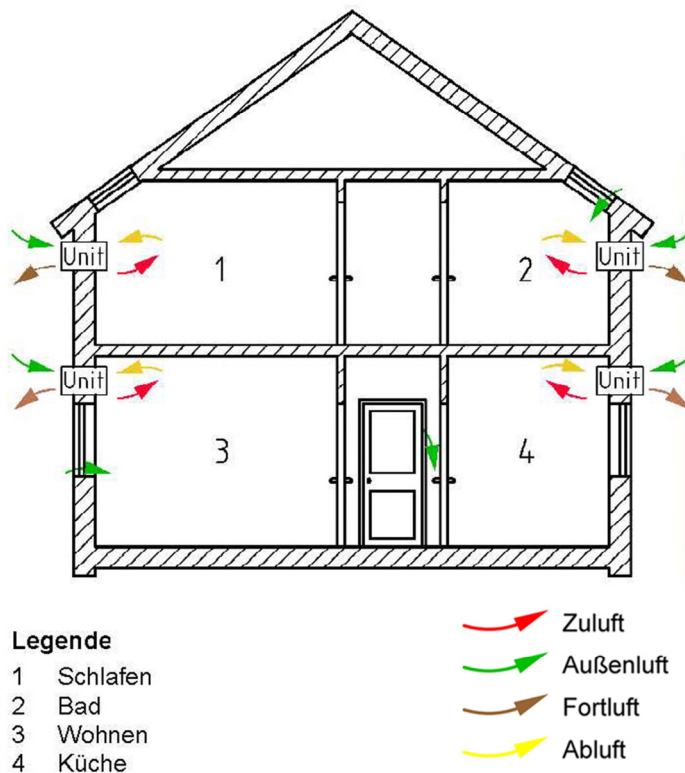 Unit
1
2
Unit
Unit
3
4
Unit
Legende
1 Schlafen
2 Bad
3 Wohnen
4 Küche
Zuluft
Außenluft
Fortluft
Abluft